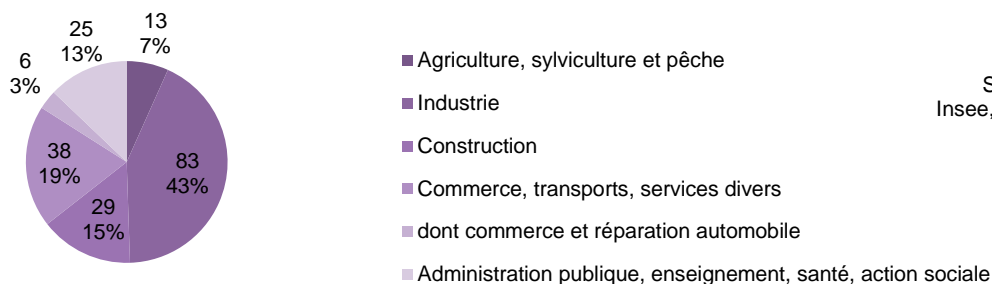 25
13%
13
7%
6
3%
38
19%
83
43%
29
15%
Agriculture, sylviculture et pêche
Industrie
Construction
Commerce, transports, services divers
dont commerce et réparation automobile
Administration publique, enseignement, santé, action sociale
S
Insee,